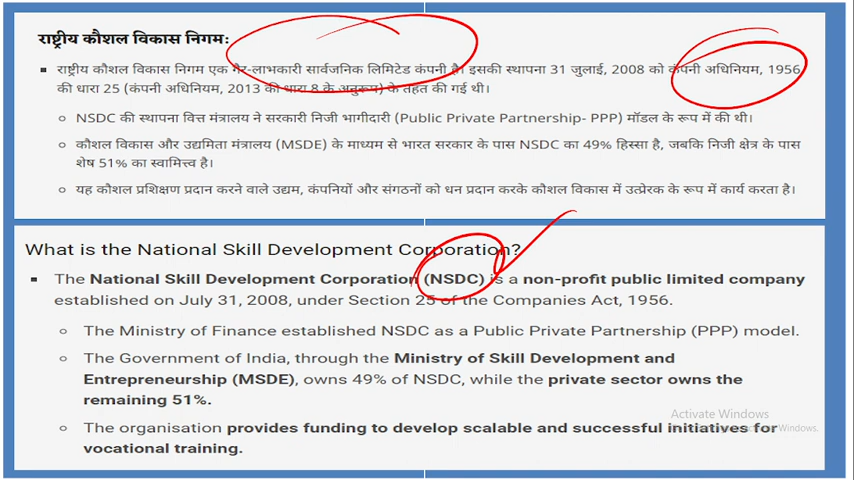 राष्ट्रीय कौशल विकास निगम:
राष्ट्रीय कौशल विकास निगम एक गैर-लाभकारी सार्वजनिक लिमिटेड कंपनी है। इसकी स्थापना 31 जुलाई, 2008 को कंपनी अधिनियम, 1956
की धारा 25 (कंपनी अधिनियम, 2013 की धारा 8 के अनुरूप) के तहत की गई थी।
NSDC की स्थापना वित्त मंत्रालय ने सरकारी निजी भागीदारी (Public Private Partnership- PPP) मॉडल के रूप में की थी।
कौशल विकास और उद्यमिता मंत्रालय (MSDE) के माध्यम से भारत सरकार के पास NSDC का 49% हिस्सा है, जबकि निजी क्षेत्र के पास
शेष 51% का स्वामित्त्व है।
यह कौशल प्रशिक्षण प्रदान करने वाले उद्यम, कंपनियों और संगठनों को धन प्रदान करके कौशल विकास में उत्प्रेरक के रूप में कार्य करता है।
What is the National Skill Development Corporation?
The National Skill Development Corporation (NSDC) is a non-profit public limited company
established on July 31, 2008, under Section 25 of the Companies Act, 1956.
The Ministry of Finance established NSDC as a Public Private Partnership (PPP) model.
The Government of India, through the Ministry of Skill Development and
Entrepreneurship (MSDE), owns 49% of NSDC, while the private sector owns the
remaining 51%.
Activate Windows
The organisation provides funding to develop scalable and successful initiatives for
vocational training.